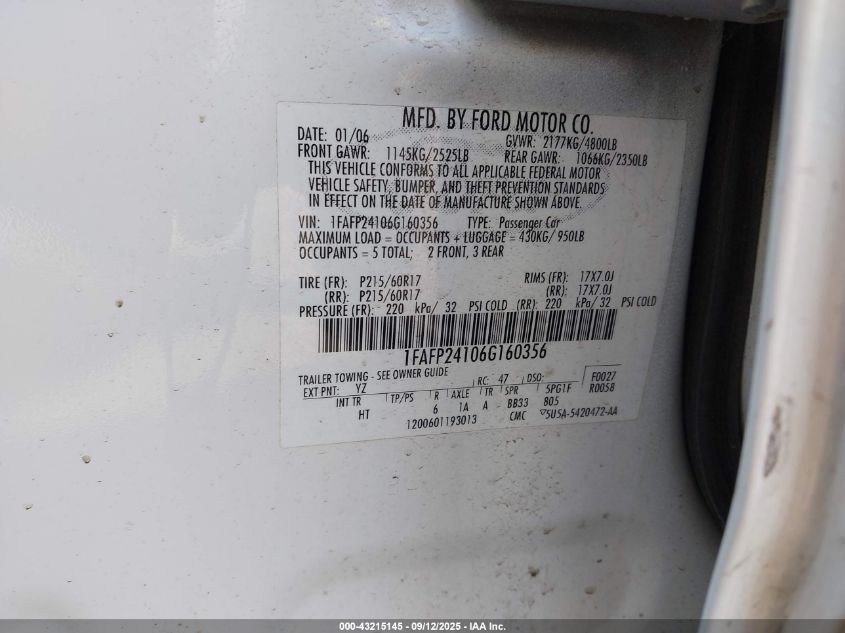 MFD. BY FORD MOTOR CO.
DATE: 01/06 GVWR: 2177KG/4800LB
FRONT GAWR: 1145KG/2525LB REAR GAWR: 1066KG/2350LB
THIS VEHICLE CONFORMS TO ALL APPLICABLE FEDERAL MOTOR
VEHICLE SAFETY, BUMPER, AND THEFT PREVENTION STANDARDS
IN EFFECT ON THE DATE OF MANUFACTURE SHOWN ABOVE.
VIN: 1FAFP24106G160356 TYPE: Passenger Car
MAXIMUM LOAD = OCCUPANTS + LUGGAGE = 430KG/ 950LB
OCCUPANTS = 5 TOTAL; 2 FRONT, 3 REAR
TIRE (FR): P215/60R17 RIMS (FR): 17X7.0J
(RR): P215/60R17 (RR): 17X7.0J
PRESSURE (FR): 220 kPa/ 32 PSI COLD (RR): 220 kPa/ 32 PSI COLD
1FAFP24106G160356
TRAILER TOWING - SEE OWNER GUIDE
EXT PNT: YZ RC: 47 DSO: F0027
INT TR TP/PS R AXLE TR SPR 5PG1F R0058
HT 6 1A A BB33 805
1200601193013 CMC ▽5U5A-5420472-AA
000-43215145 - 09/12/2025 - IAA Inc.